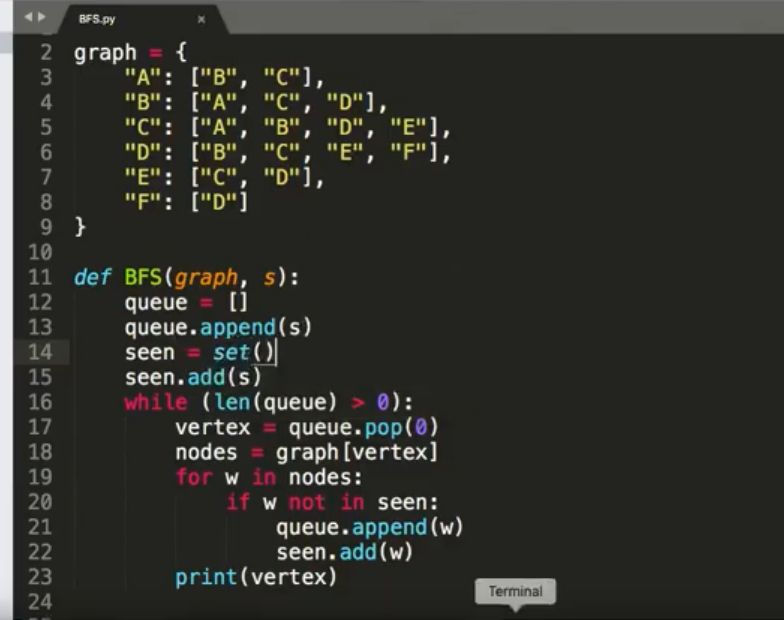 BFS.py ×
2 graph = {
3     "A": ["B", "C"],
4     "B": ["A", "C", "D"],
5     "C": ["A", "B", "D", "E"],
6     "D": ["B", "C", "E", "F"],
7     "E": ["C", "D"],
8     "F": ["D"]
9 }
10
11 def BFS(graph, s):
12     queue = []
13     queue.append(s)
14     seen = set()
15     seen.add(s)
16     while (len(queue) > 0):
17         vertex = queue.pop(0)
18         nodes = graph[vertex]
19         for w in nodes:
20             if w not in seen:
21                 queue.append(w)
22                 seen.add(w)
23         print(vertex)
24
Terminal